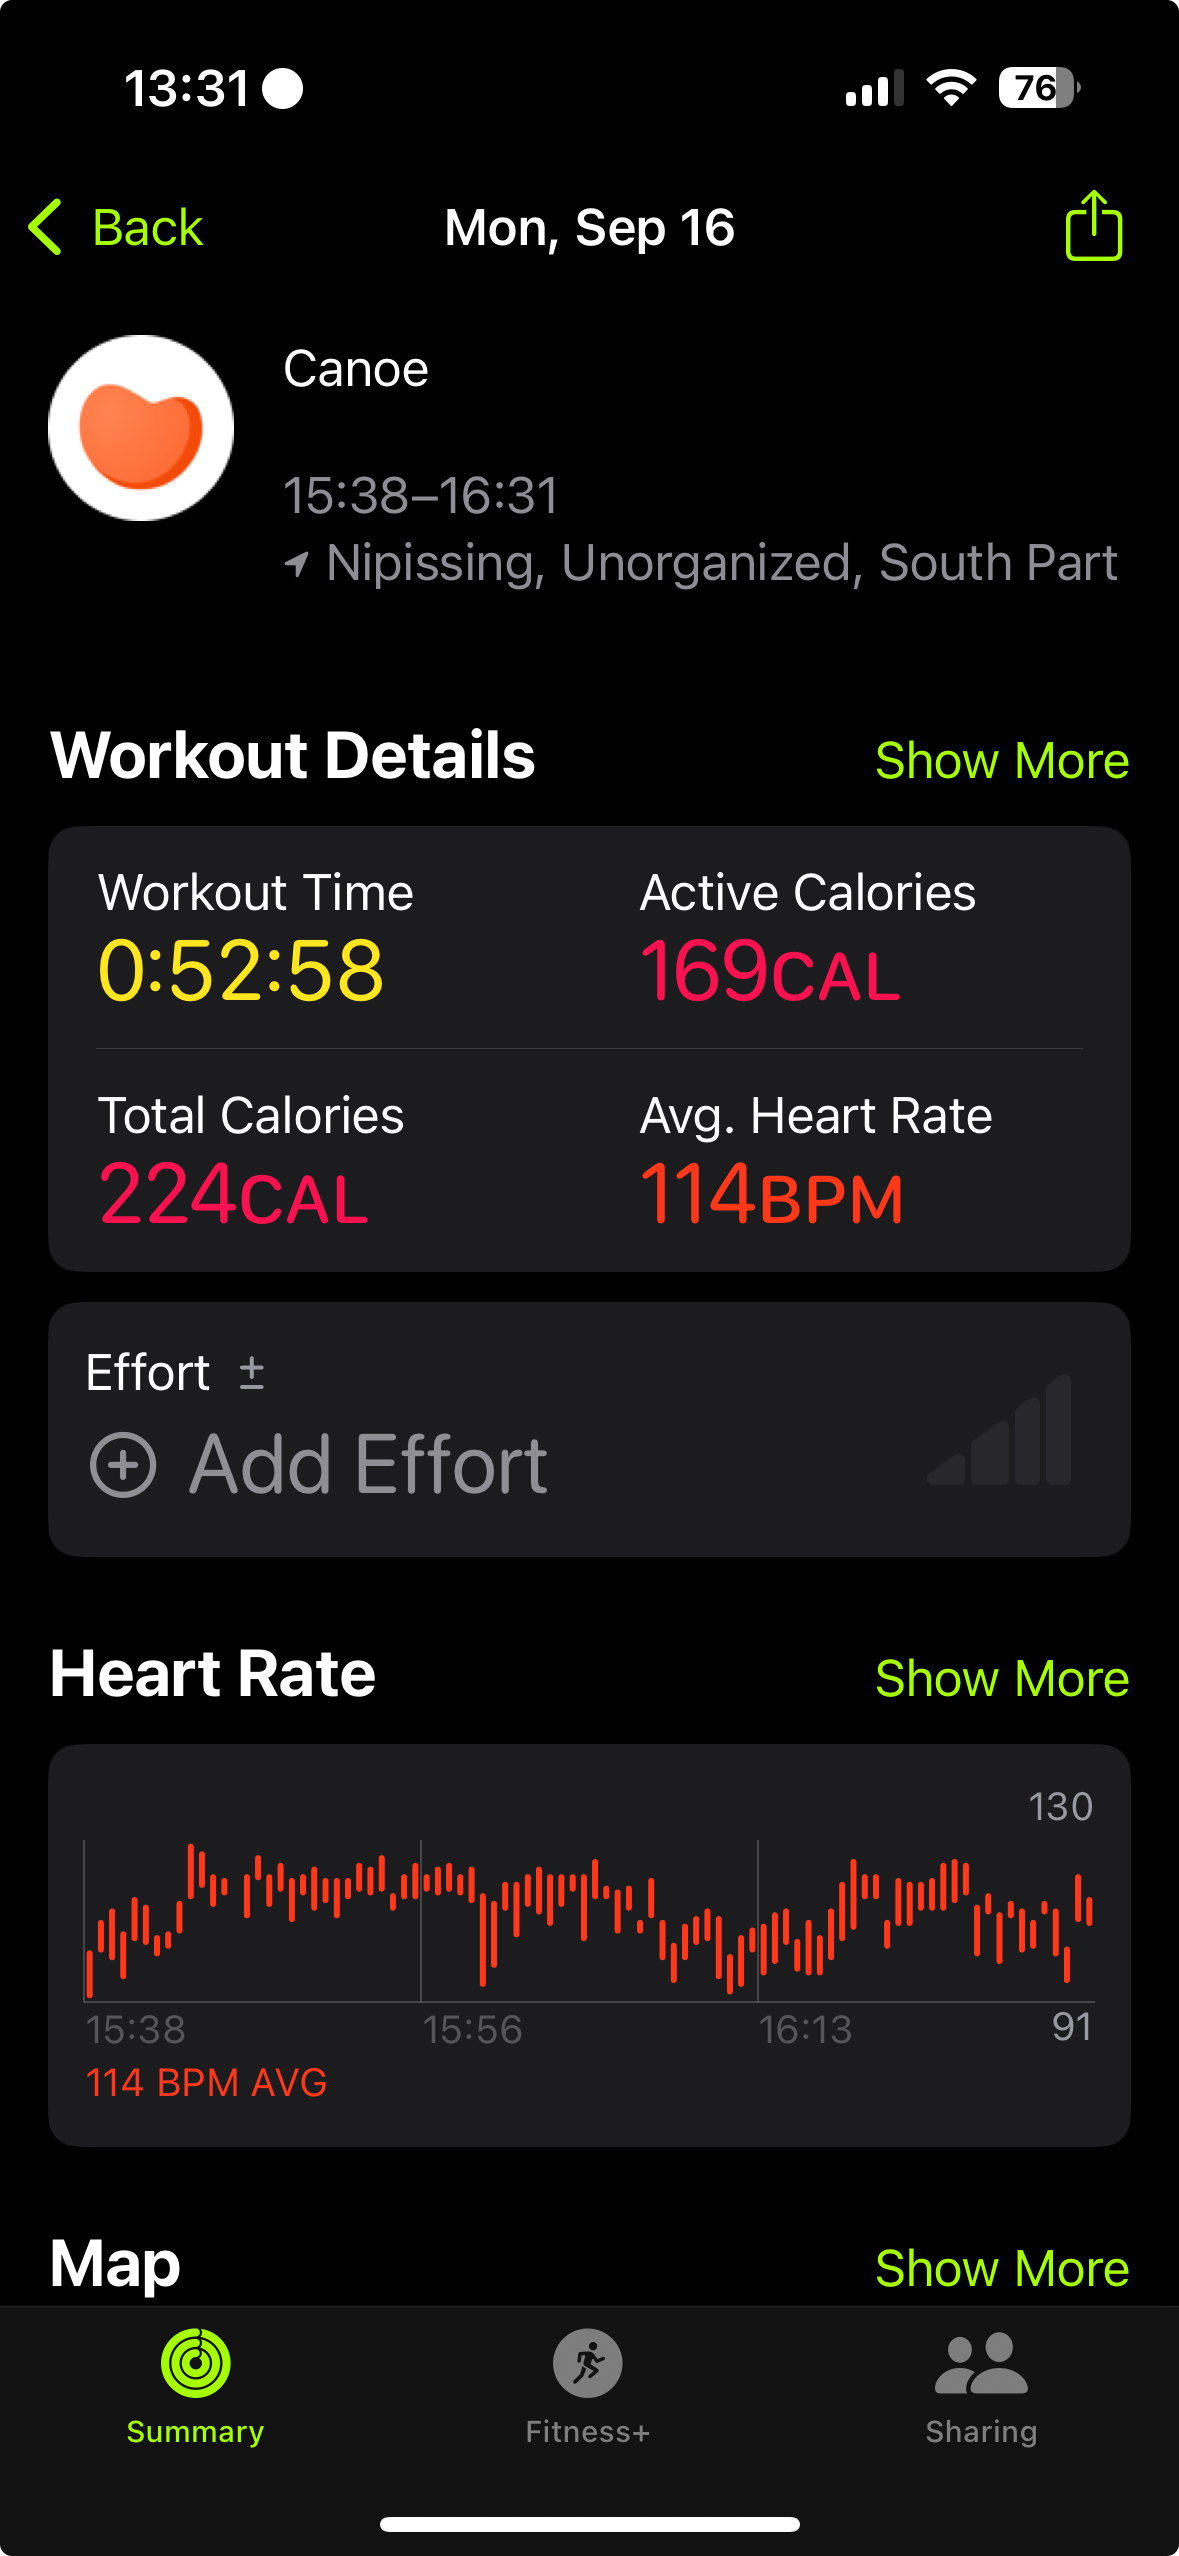 13:31
76
Back
Mon, Sep 16
Canoe
15:38–16:31
Nipissing, Unorganized, South Part
Workout Details
Show More
Workout Time
Active Calories
0:52:58
169CAL
Total Calories
Avg. Heart Rate
224CAL
114BPM
Effort ±
Add Effort
Heart Rate
Show More
130
15:38
15:56
16:13
91
114 BPM AVG
Map
Show More
Summary
Fitness+
Sharing